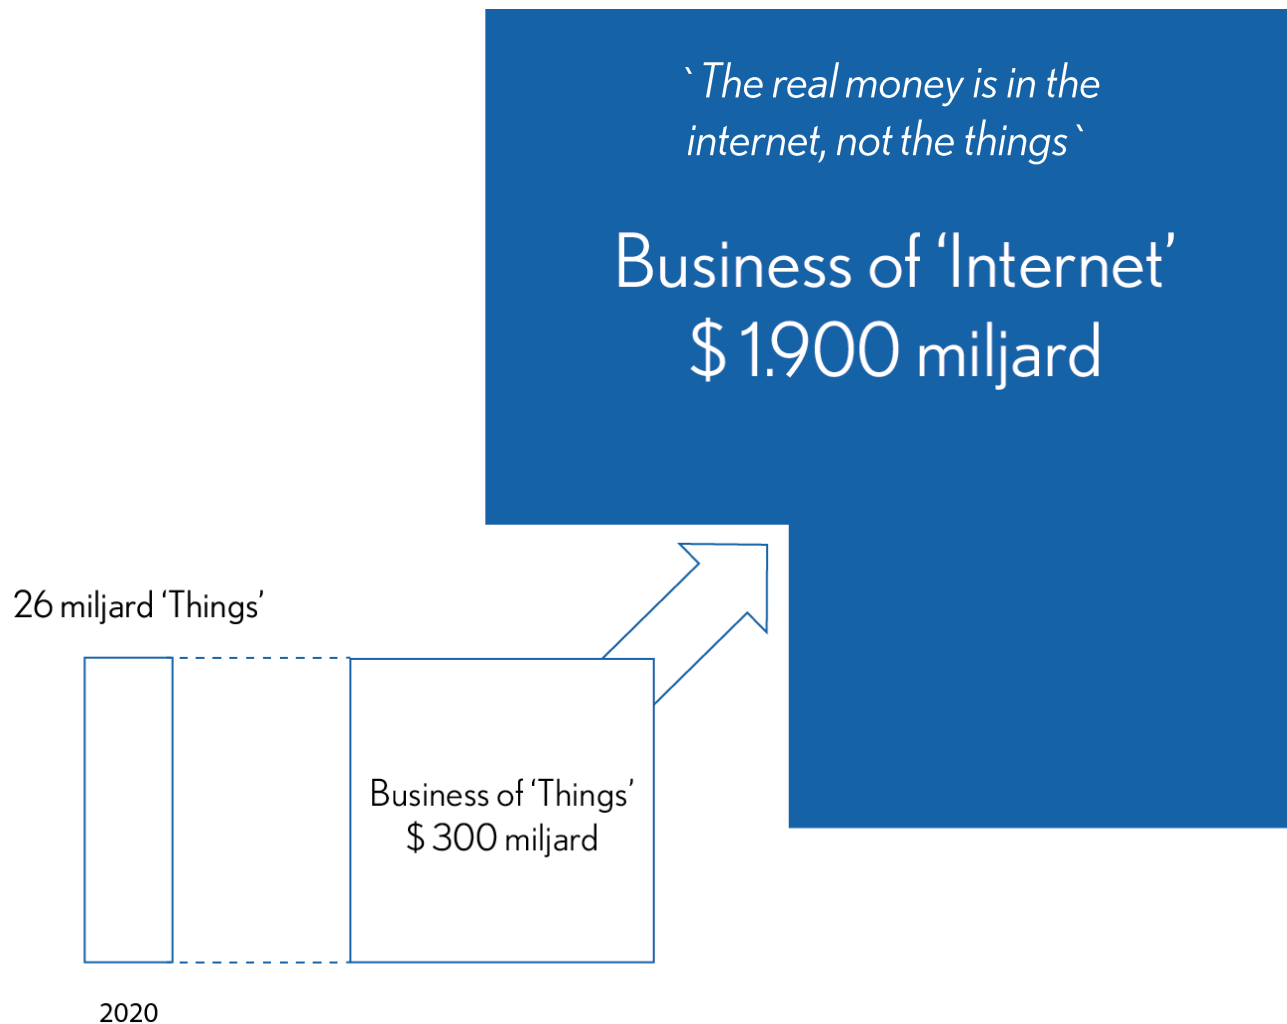 `The real money is in the
internet, not the things`
Business of ‘Internet’
$ 1.900 miljard
26 miljard ‘Things’
Business of ‘Things’
$ 300 miljard
2020